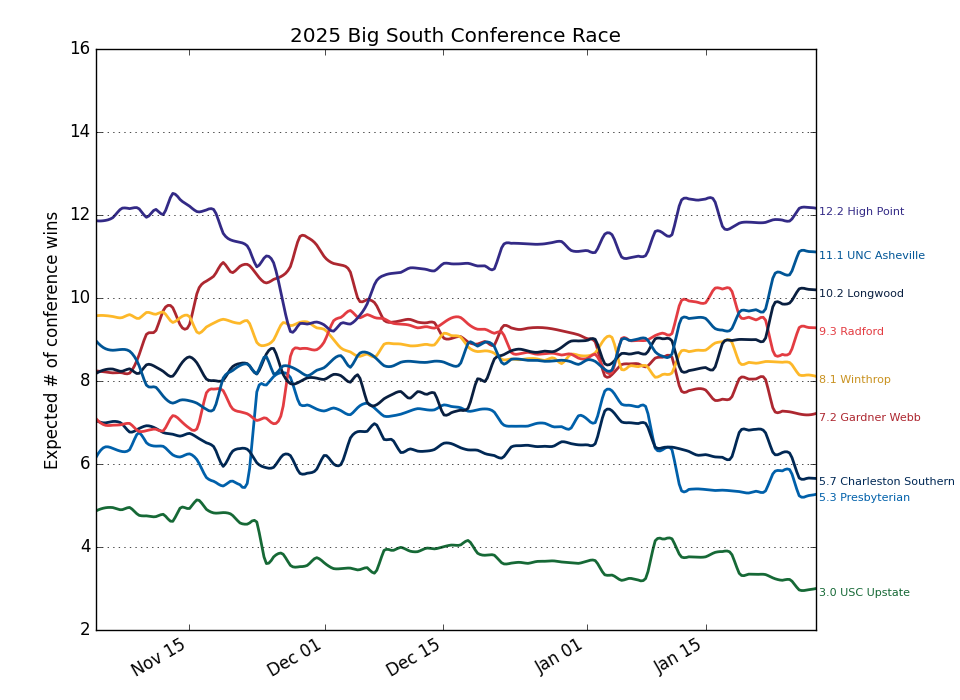 2025 Big South Conference Race
Expected # of conference wins
16
14
12
10
8
6
4
2
12.2 High Point
11.1 UNC Asheville
10.2 Longwood
9.3 Radford
8.1 Winthrop
7.2 Gardner Webb
5.7 Charleston Southern
5.3 Presbyterian
3.0 USC Upstate
Nov 15
Dec 01
Dec 15
Jan 01
Jan 15